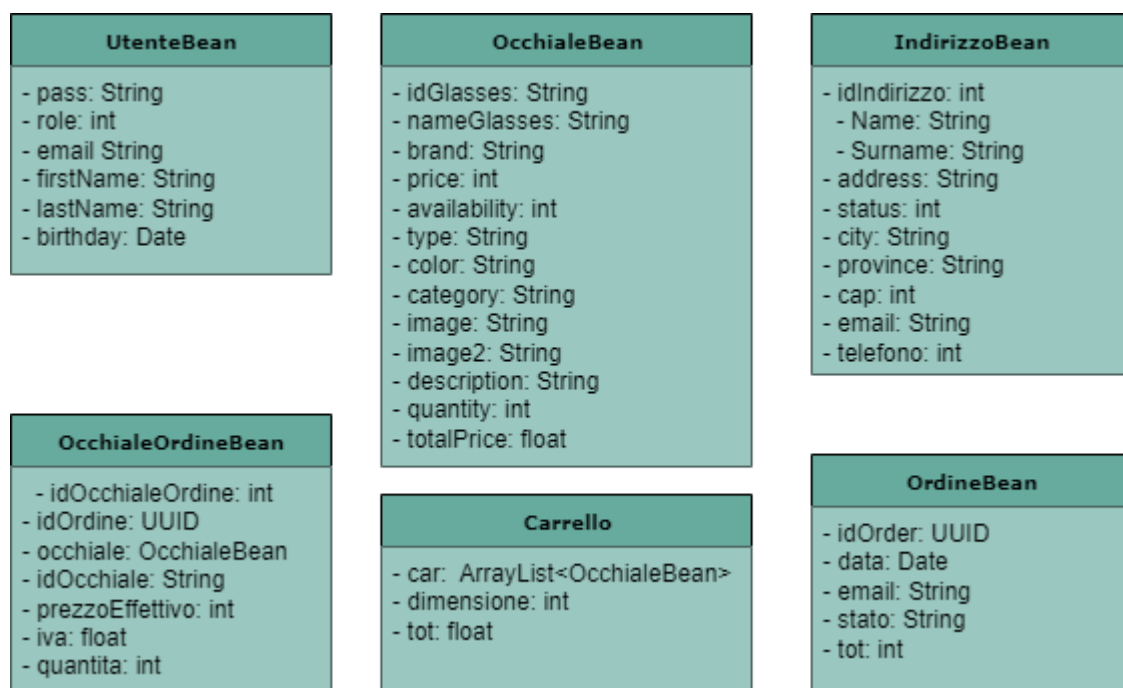 UtenteBean
- pass: String
- role: int
- email String
- firstName: String
- lastName: String
- birthday: Date
OcchialeBean
- idGlasses: String
- nameGlasses: String
- brand: String
- price: int
- availability: int
- type: String
- color: String
- category: String
- image: String
- image2: String
- description: String
- quantity: int
- totalPrice: float
IndirizzoBean
- idIndirizzo: int
- Name: String
- Surname: String
- address: String
- status: int
- city: String
- province: String
- cap: int
- email: String
- telefono: int
OcchialeOrdineBean
- idOcchialeOrdine: int
- idOrdine: UUID
- occhiale: OcchialeBean
- idOcchiale: String
- prezzoEffettivo: int
- iva: float
- quantita: int
Carrello
- car: ArrayList<OcchialeBean>
- dimensione: int
- tot: float
OrdineBean
- idOrder: UUID
- data: Date
- email: String
- stato: String
- tot: int